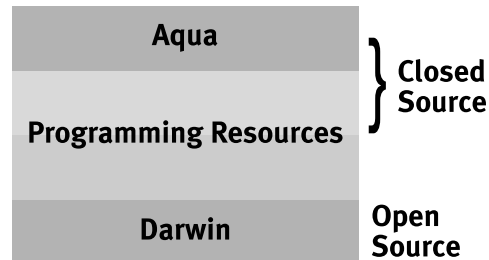 Aqua
Closed
Source
Programming Resources
Darwin
Open
Source